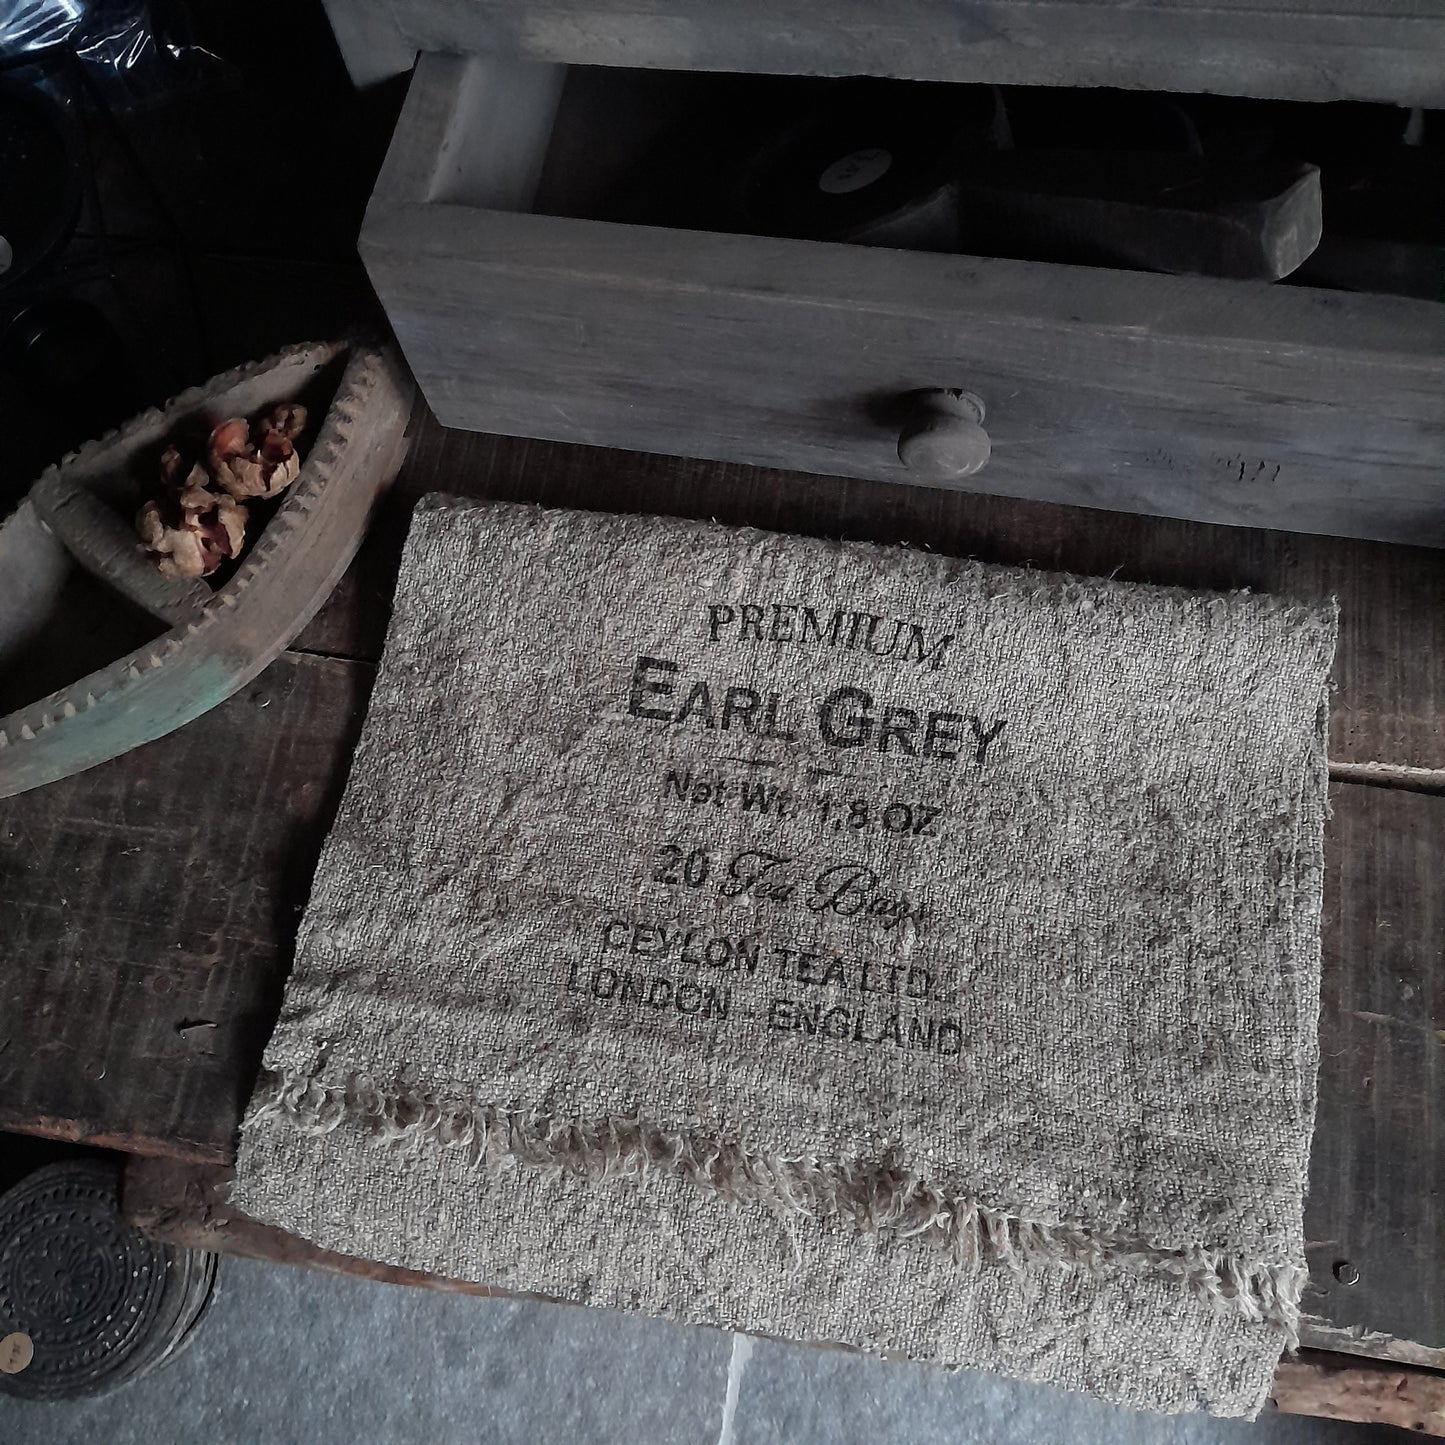 PREMIUM
EARL GREY
Net Wt. 1,8 OZ
20 Tea Bags
CEYLON TEA LTD.
LONDON - ENGLAND